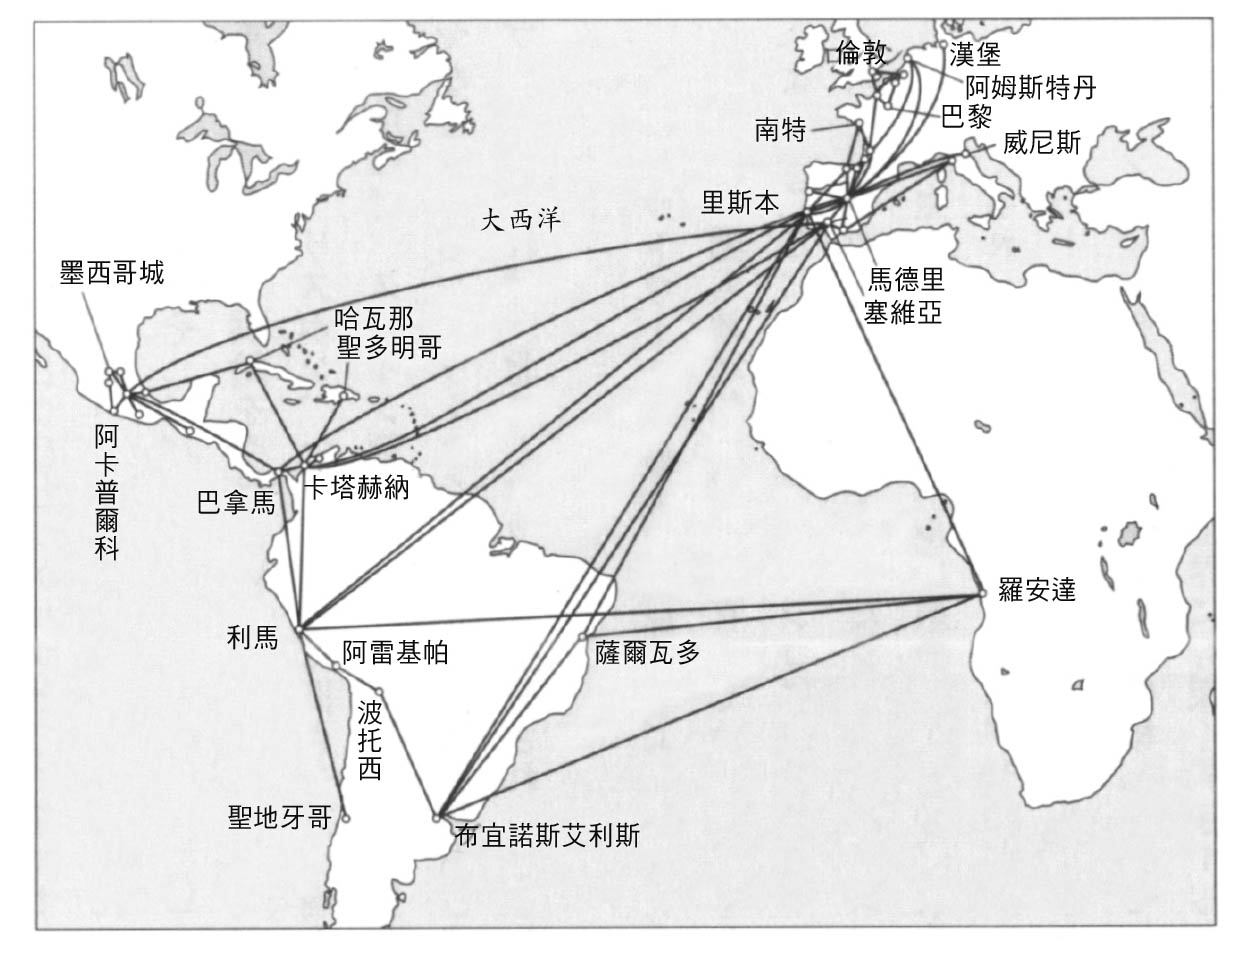 倫敦
漢堡
阿姆斯特丹
巴黎
南特
威尼斯
里斯本
大西洋
墨西哥城
馬德里
塞維亞
哈瓦那
聖多明哥
阿卡普爾科
巴拿馬
卡塔赫納
羅安達
利馬
阿雷基帕
薩爾瓦多
波托西
聖地牙哥
布宜諾斯艾利斯